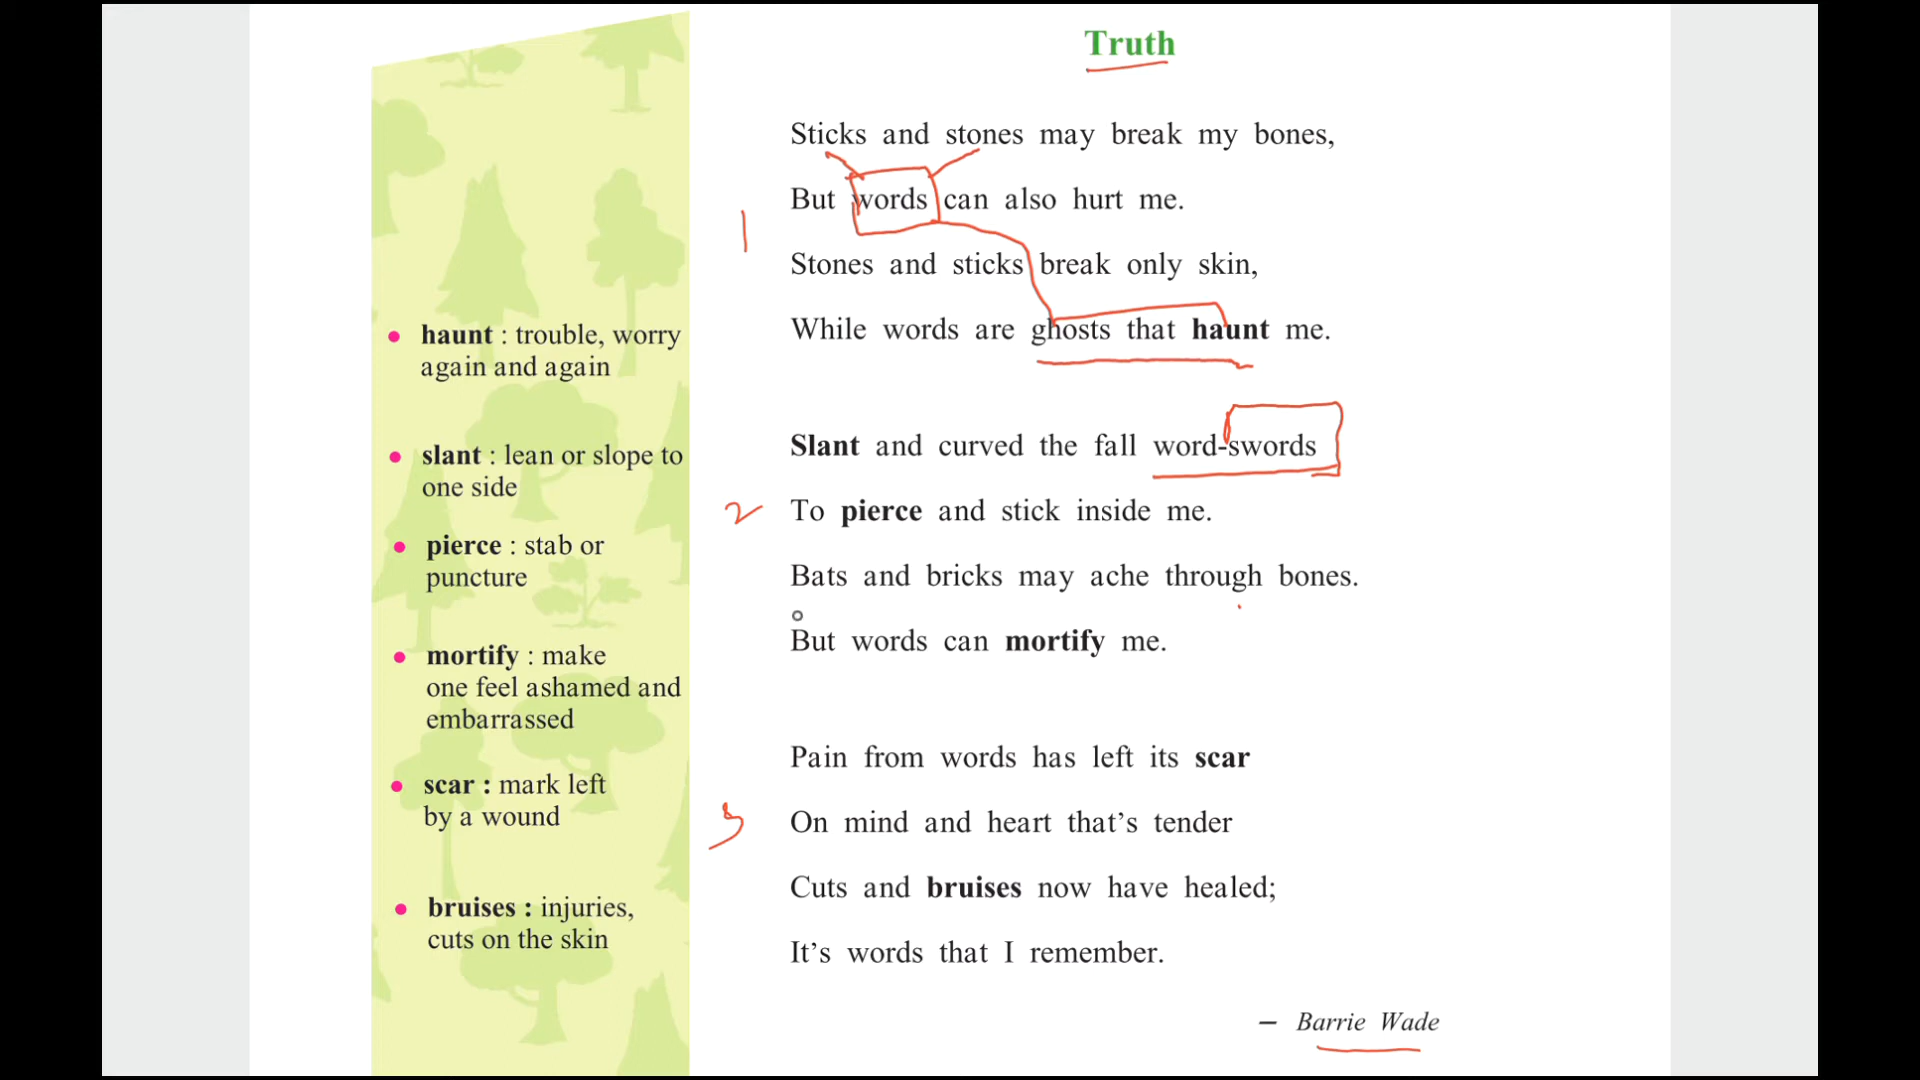 Truth
Sticks and stones may break my bones,
But words can also hurt me.
Stones and sticks break only skin,
While words are ghosts that haunt me.
Slant and curved the fall word-swords
To pierce and stick inside me.
Bats and bricks may ache through bones.
But words can mortify me.
Pain from words has left its scar
On mind and heart that's tender
Cuts and bruises now have healed;
It's words that I remember.
– Barrie Wade
1
2
3
• haunt : trouble, worry
again and again
• slant : lean or slope to
one side
• pierce : stab or
puncture
• mortify : make
one feel ashamed and
embarrassed
• scar : mark left
by a wound
• bruises : injuries,
cuts on the skin